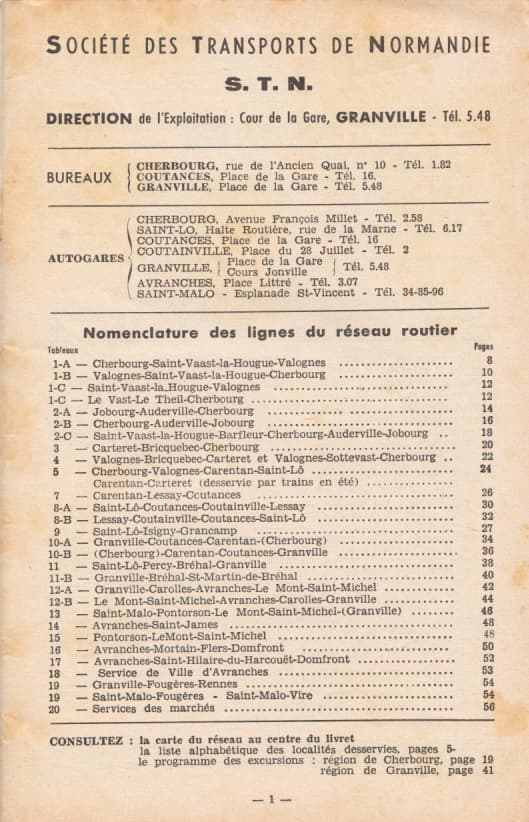 SOCIÉTÉ DES TRANSPORTS DE NORMANDIE
S. T. N.
DIRECTION de l'Exploitation : Cour de la Gare, GRANVILLE - Tél. 5.48
BUREAUX
CHERBOURG, rue de l'Ancien Quai, n° 10 - Tél. 1.82
COUTANCES, Place de la Gare - Tél. 16.
GRANVILLE, Place de la Gare - Tél. 5.48
AUTOGARES
CHERBOURG, Avenue François Millet - Tél. 2.58
SAINT-LO, Halte Routière, rue de la Marne - Tél. 6.17
COUTANCES, Place de la Gare - Tél. 16
COUTAINVILLE, Place du 28 Juillet - Tél. 2
GRANVILLE, Place de la Gare
Cours Jonville
Tél. 5.48
AVRANCHES, Place Littré - Tél. 3.07
SAINT-MALO - Esplanade St-Vincent - Tél. 34-85-96
Nomenclature des lignes du réseau routier
Tableaux Pages
1-A — Cherbourg-Saint-Vaast-la-Hougue-Valognes .................. 8
1-B — Valognes-Saint-Vaast-la-Hougue-Cherbourg .................. 10
1-C — Saint-Vaast-la-Hougue-Valognes .................. 12
1-C — Le Vast-Le Theil-Cherbourg .................. 12
2-A — Jobourg-Auderville-Cherbourg .................. 14
2-B — Cherbourg-Auderville-Jobourg .................. 16
2-C — Saint-Vaast-la-Hougue-Barfleur-Cherbourg-Auderville-Jobourg .. 18
3 — Carteret-Bricquebec-Cherbourg .................. 20
4 — Valognes-Bricquebec-Carteret et Valognes-Sottevast-Cherbourg .. 22
5 — Cherbourg-Valognes-Carentan-Saint-Lô .................. 24
Carentan-Carteret (desservie par trains en été) ..................
7 — Carentan-Lessay-Coutances .................. 26
8-A — Saint-Lô-Coutances-Coutainville-Lessay .................. 30
8-B — Lessay-Coutainville-Coutances-Saint-Lô .................. 32
9 — Saint-Lô-Isigny-Grancamp .................. 27
10-A — Granville-Coutances-Carentan-(Cherbourg) .................. 34
10-B — (Cherbourg)-Carentan-Coutances-Granville .................. 36
11 — Saint-Lô-Percy-Bréhal-Granville .................. 38
11-B — Granville-Bréhal-St-Martin-de-Bréhal .................. 40
12-A — Granville-Carolles-Avranches-Le Mont-Saint-Michel .................. 42
12-B — Le Mont-Saint-Michel-Avranches-Carolles-Granville .................. 44
13 — Saint-Malo-Pontorson-Le Mont-Saint-Michel-(Granville) .................. 46
14 — Avranches-Saint-James .................. 48
15 — Pontorson-LeMont-Saint-Michel .................. 48
16 — Avranches-Mortain-Flers-Domfront .................. 50
17 — Avranches-Saint-Hilaire-du-Harcouët-Domfront .................. 52
18 — Service de Ville d'Avranches .................. 53
19 — Granville-Fougères-Rennes .................. 54
19 — Saint-Malo-Fougères - Saint-Malo-Vire .................. 54
20 — Services des marchés .................. 56
CONSULTEZ : la carte du réseau au centre du livret
la liste alphabétique des localités desservies, pages 5-
le programme des excursions : région de Cherbourg, page 19
région de Granville, page 41
— 1 —